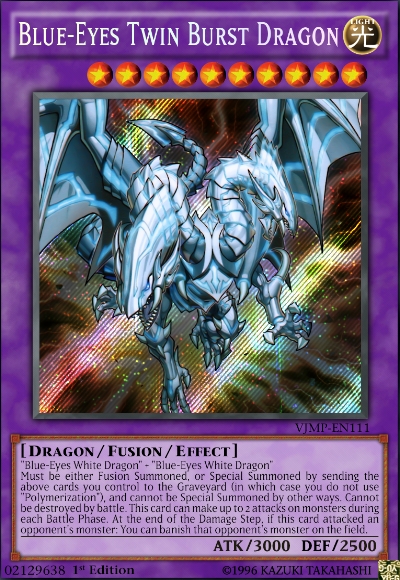 BLUE-EYES TWIN BURST DRAGON
LIGHT
光
VJMP-EN111
[ DRAGON / FUSION / EFFECT ]
"Blue-Eyes White Dragon" - "Blue-Eyes White Dragon"
Must be either Fusion Summoned, or Special Summoned by sending the
above cards you control to the Graveyard (in which case you do not use
"Polymerization"), and cannot be Special Summoned by other ways. Cannot
be destroyed by battle. This card can make up to 2 attacks on monsters during
each Battle Phase. At the end of the Damage Step, if this card attacked an
opponent's monster: You can banish that opponent's monster on the field.
ATK/3000 DEF/2500
02129638 1st Edition ©1996 KAZUKI TAKAHASHI